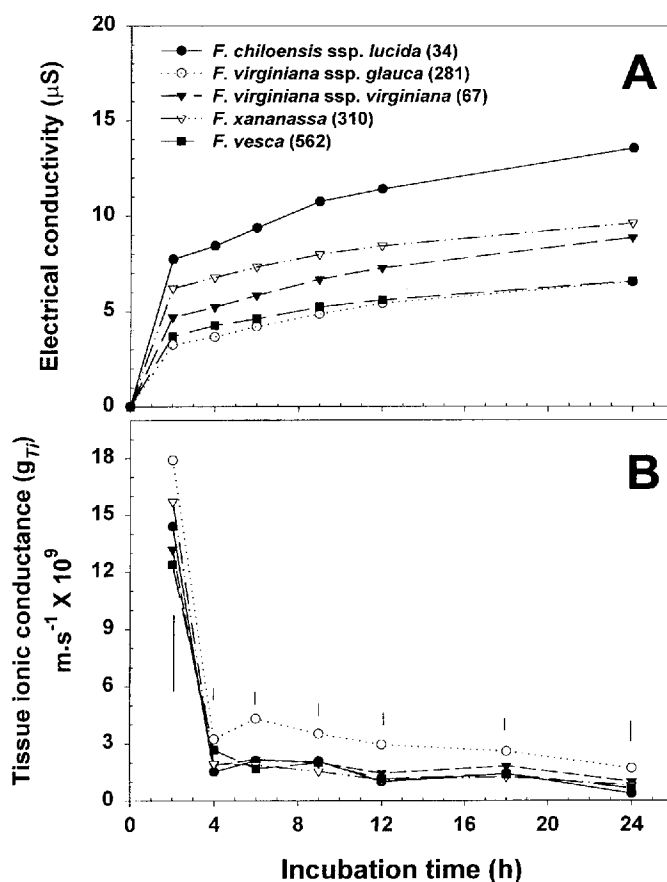 20
15
10
5
0
Electrical conductivity (μS)
F. chiloensis ssp. lucida (34)
F. virginiana ssp. glauca (281)
F. virginiana ssp. virginiana (67)
F. xananassa (310)
F. vesca (562)
A
18
15
12
9
6
3
0
Tissue ionic conductance (gTi)
m·s-1 X 109
B
0 4 8 12 16 20 24
Incubation time (h)